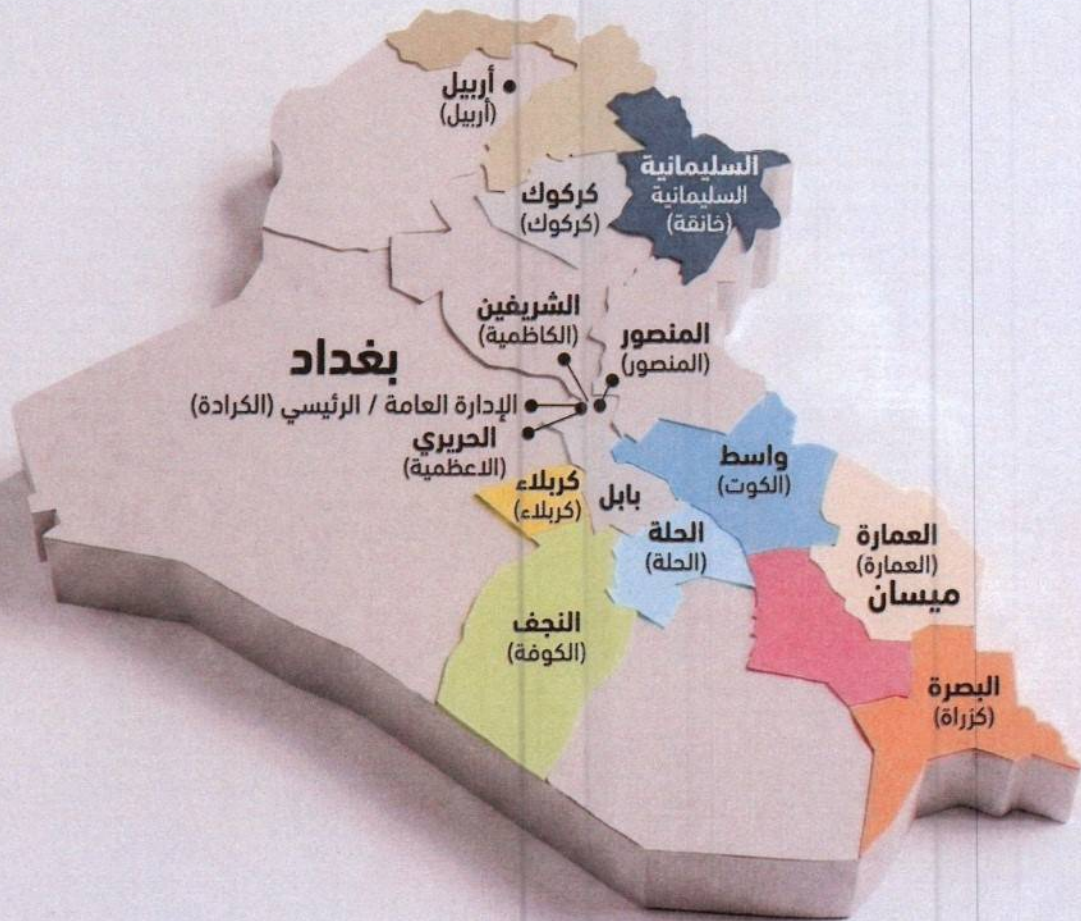 أربيل
(أربيل)
السليمانية
السليمانية
(خانقة)
كركوك
(كركوك)
الشريفين
(الكاظمية)
المنصور
(المنصور)
بغداد
الإدارة العامة / الرئيسي (الكرادة)
الحريري
(الاعظمية)
واسط
(الكوت)
كربلاء
(كربلاء)
بابل
الحلة
(الحلة)
العمارة
(العمارة)
ميسان
النجف
(الكوفة)
البصرة
(كزراة)